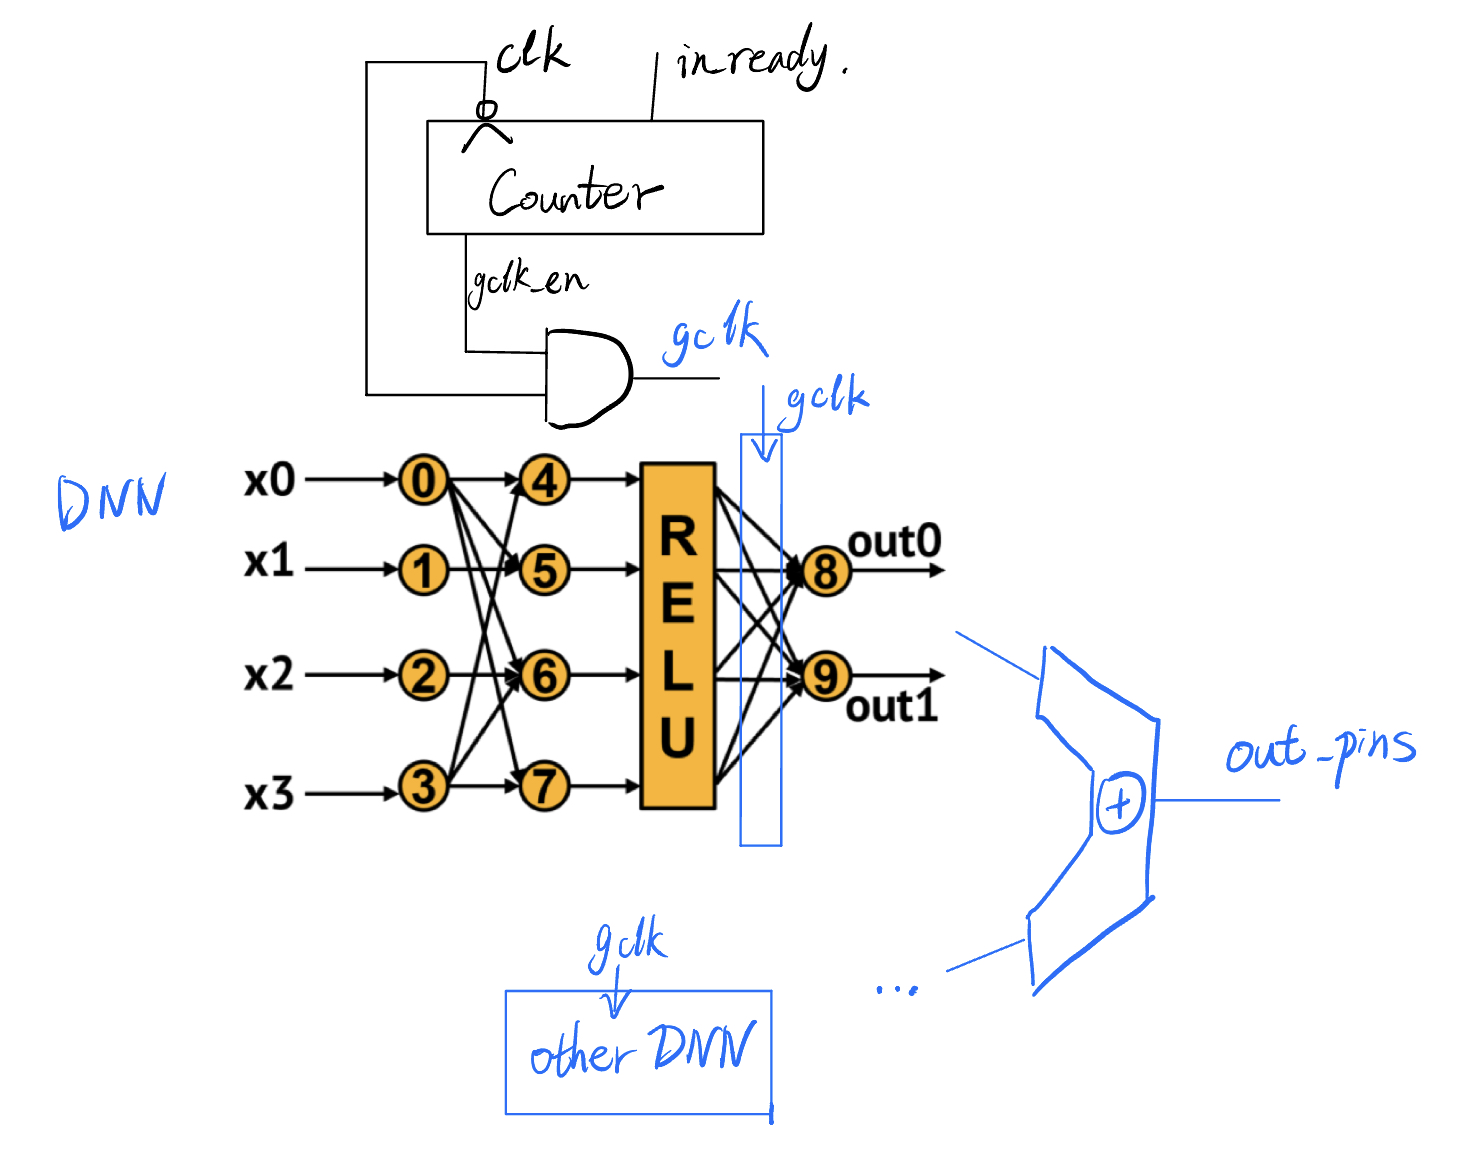 clk
in_ready.
Counter
gclk_en
gclk
gclk
DNN
x0
0
4
x1
1
5
x2
2
6
x3
3
7
RELU
8
out0
9
out1
+
out_pins
gclk
...
other DNN